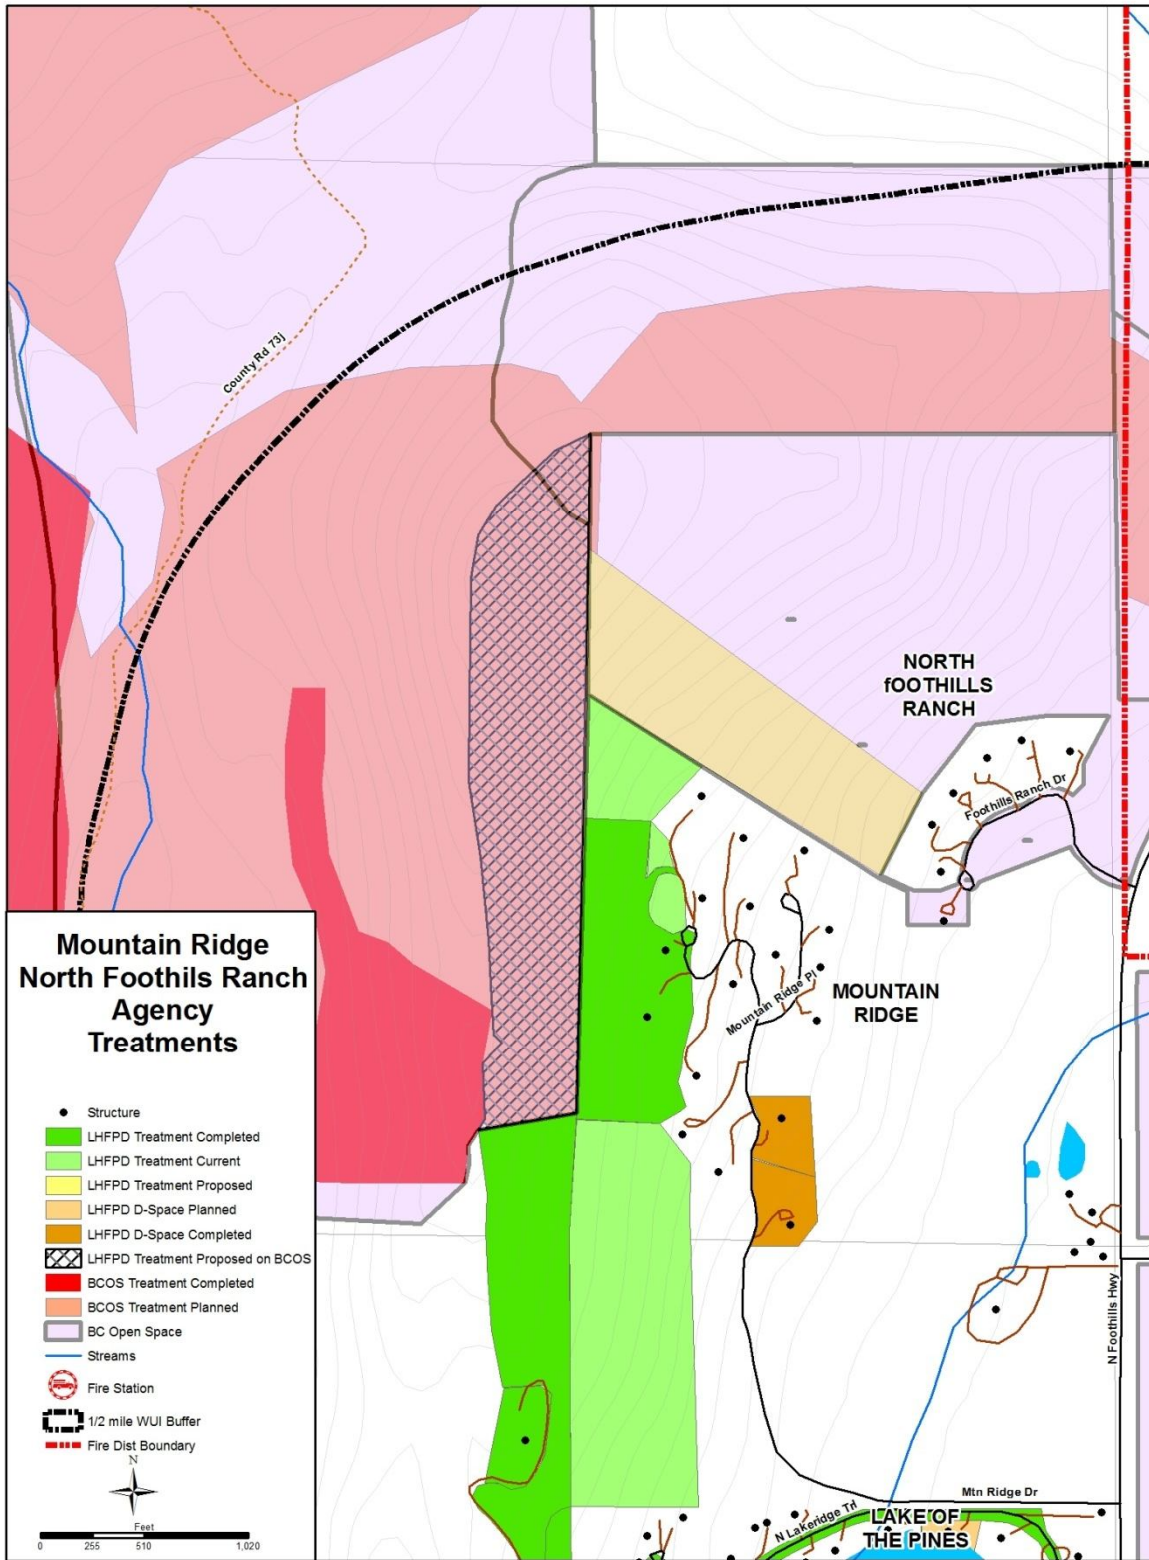 County Rd 73j
NORTH
fOOTHILLS
RANCH
Foothills Ranch Dr
Mountain Ridge Pl
MOUNTAIN
RIDGE
Mountain Ridge
North Foothils Ranch
Agency
Treatments
Structure
LHFPD Treatment Completed
LHFPD Treatment Current
LHFPD Treatment Proposed
LHFPD D-Space Planned
LHFPD D-Space Completed
LHFPD Treatment Proposed on BCOS
BCOS Treatment Completed
BCOS Treatment Planned
BC Open Space
Streams
Fire Station
1/2 mile WUI Buffer
Fire Dist Boundary
N
Feet
0 255 510 1,020
N Foothills Hwy
Mtn Ridge Dr
N Lakeridge Trl
LAKE OF
THE PINES